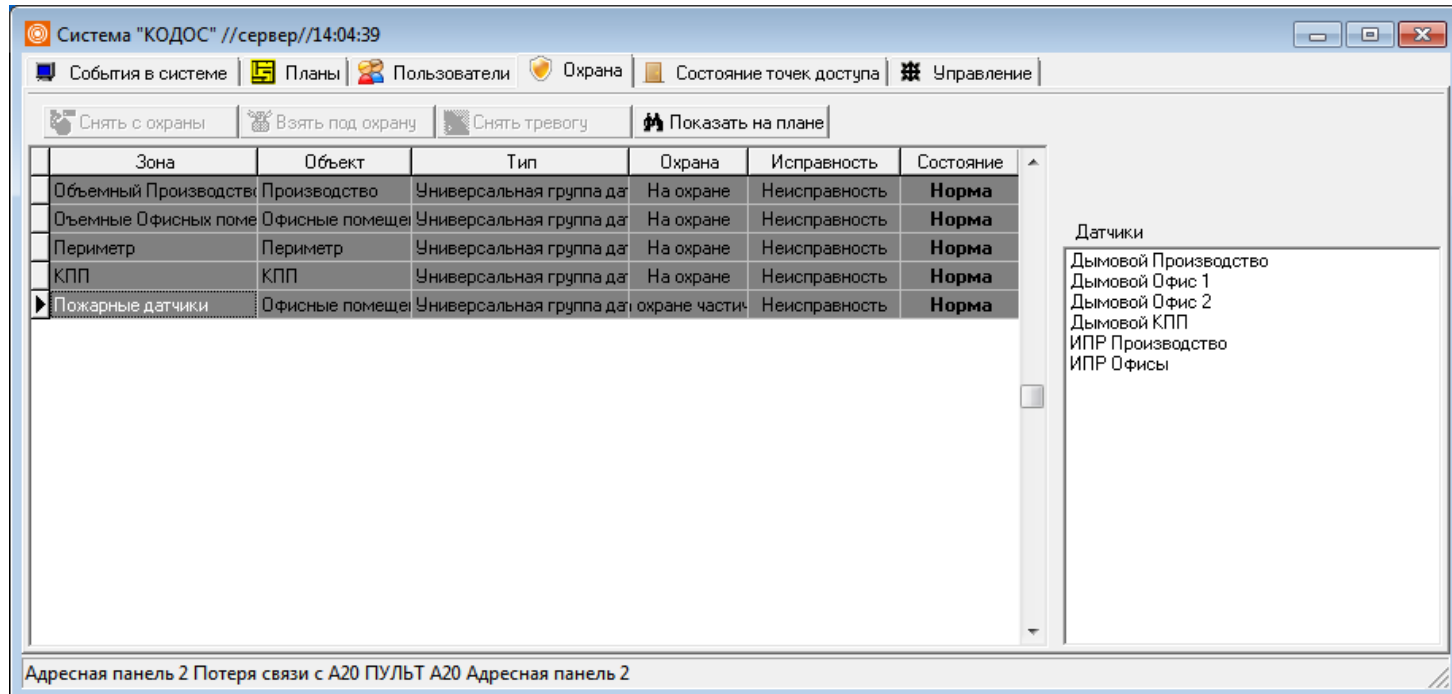 Система "КОДОС" //сервер//14:04:39
События в системе Планы Пользователи Охрана Состояние точек доступа Управление
Снять с охраны Взять под охрану Снять тревогу Показать на плане
Зона Объект Тип Охрана Исправность Состояние
Объемный Производство Производство Универсальная группа дат На охране Неисправность Норма
Оъемные Офисных поме Офисные помещен Универсальная группа дат На охране Неисправность Норма
Периметр Периметр Универсальная группа дат На охране Неисправность Норма
КПП КПП Универсальная группа дат На охране Неисправность Норма
Пожарные датчики Офисные помещен Универсальная группа дат охране частич Неисправность Норма
Датчики
Дымовой Производство
Дымовой Офис 1
Дымовой Офис 2
Дымовой КПП
ИПР Производство
ИПР Офисы
Адресная панель 2 Потеря связи с А20 ПУЛЬТ А20 Адресная панель 2